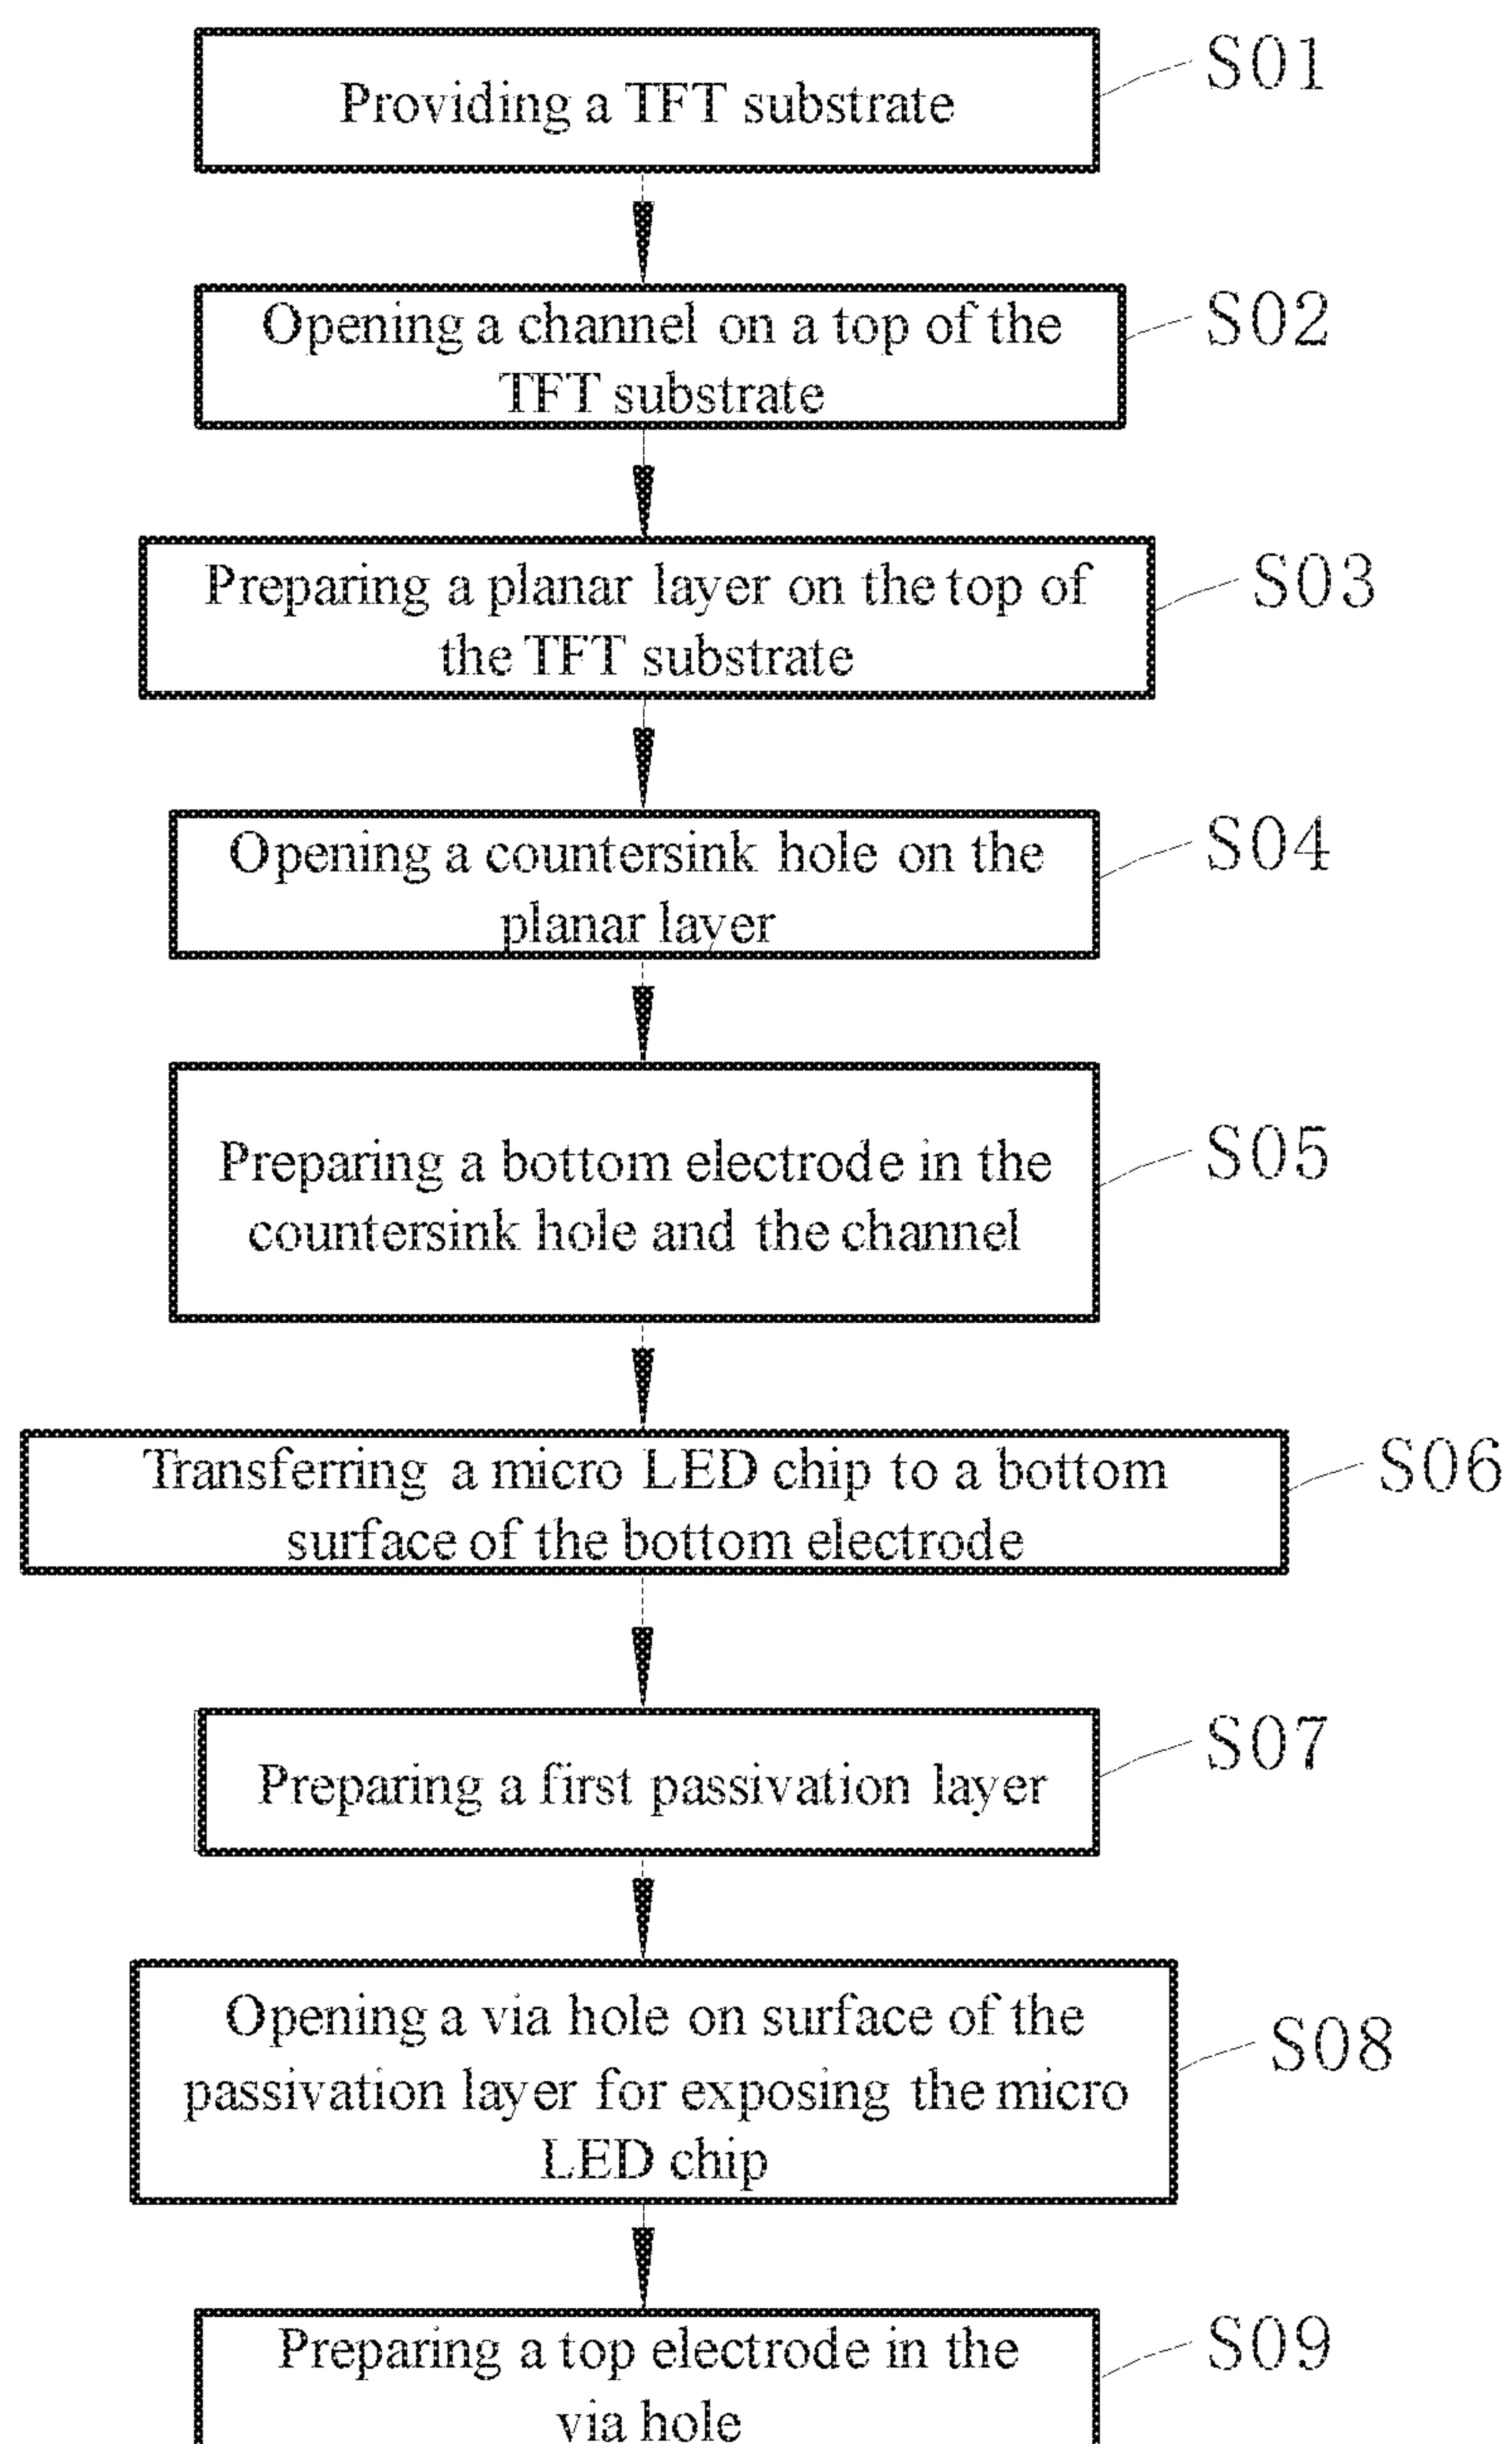 Providing a TFT substrate
S01
Opening a channel on a top of the
TFT substrate
S02
Preparing a planar layer on the top of
the TFT substrate
S03
Opening a countersink hole on the
planar layer
S04
Preparing a bottom electrode in the
countersink hole and the channel
S05
Transferring a micro LED chip to a bottom
surface of the bottom electrode
S06
Preparing a first passivation layer
S07
Opening a via hole on surface of the
passivation layer for exposing the micro
LED chip
S08
Preparing a top electrode in the
via hole
S09